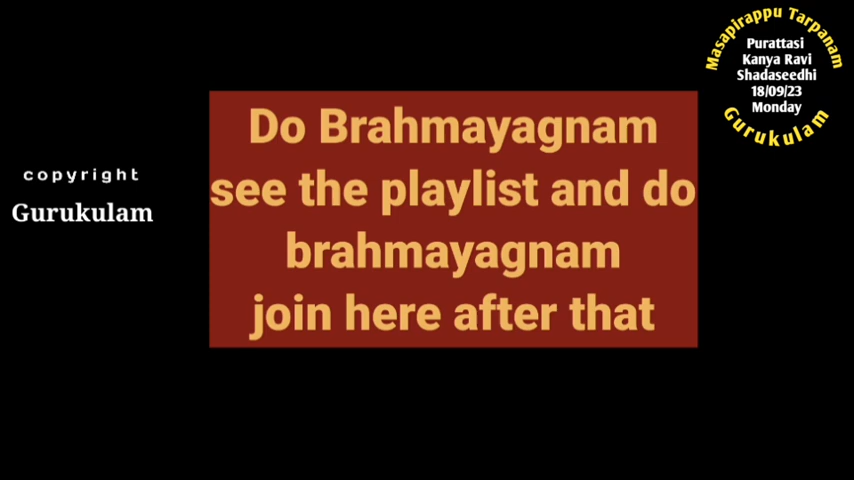 Masapirappu Tarpanam
Purattasi
Kanya Ravi
Shadaseedhi
18/09/23
Monday
Gurukulam
Do Brahmayagnam
see the playlist and do
brahmayagnam
join here after that
copyright
Gurukulam